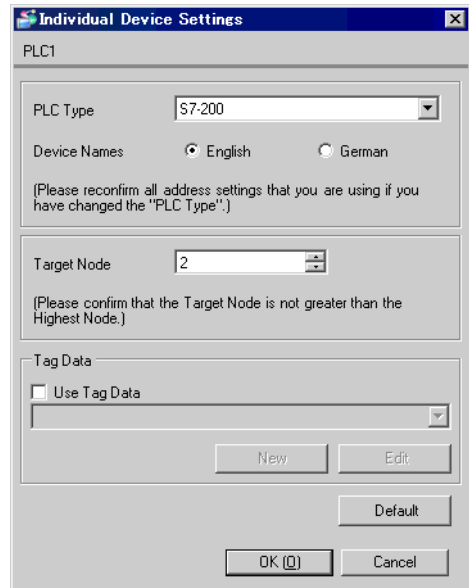 Individual Device Settings
PLC1
PLC Type
S7-200
Device Names
English
German
(Please reconfirm all address settings that you are using if you
have changed the "PLC Type".)
Target Node
2
(Please confirm that the Target Node is not greater than the
Highest Node.)
Tag Data
Use Tag Data
New
Edit
Default
OK (O)
Cancel